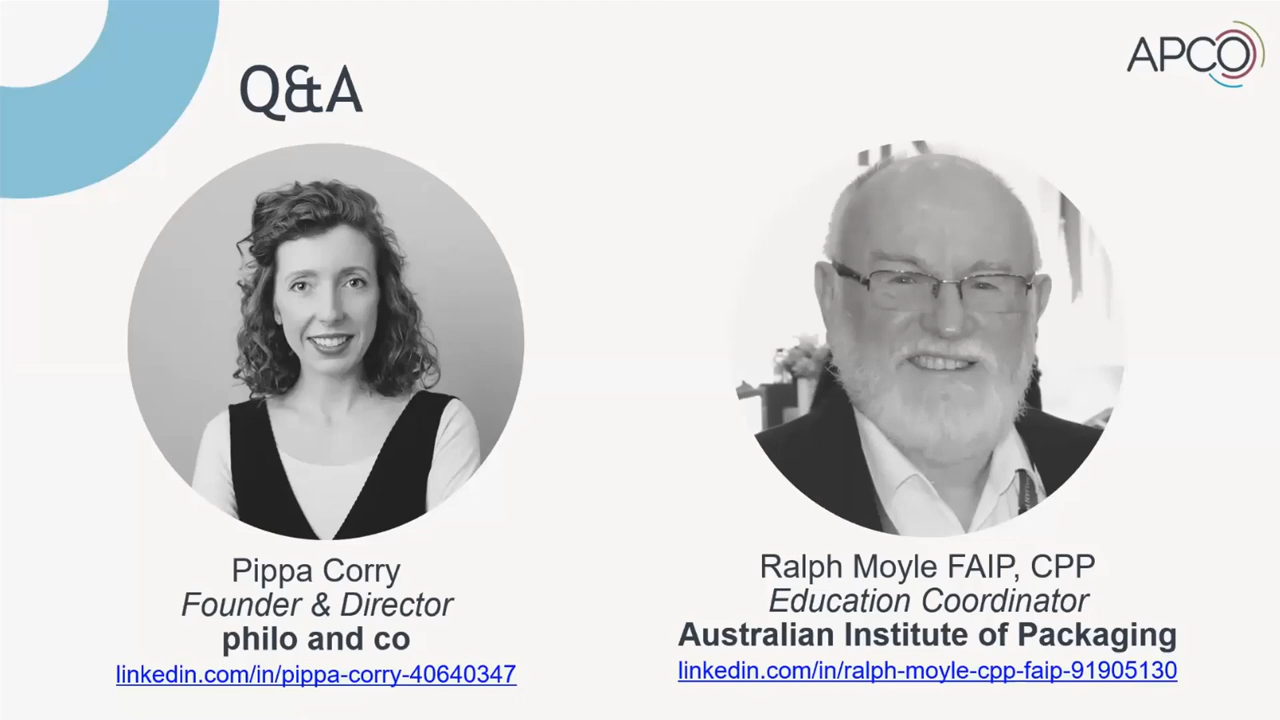 Q&A
APCO
Pippa Corry
Founder & Director
philo and co
linkedin.com/in/pippa-corry-40640347
Ralph Moyle FAIP, CPP
Education Coordinator
Australian Institute of Packaging
linkedin.com/in/ralph-moyle-cpp-faip-91905130